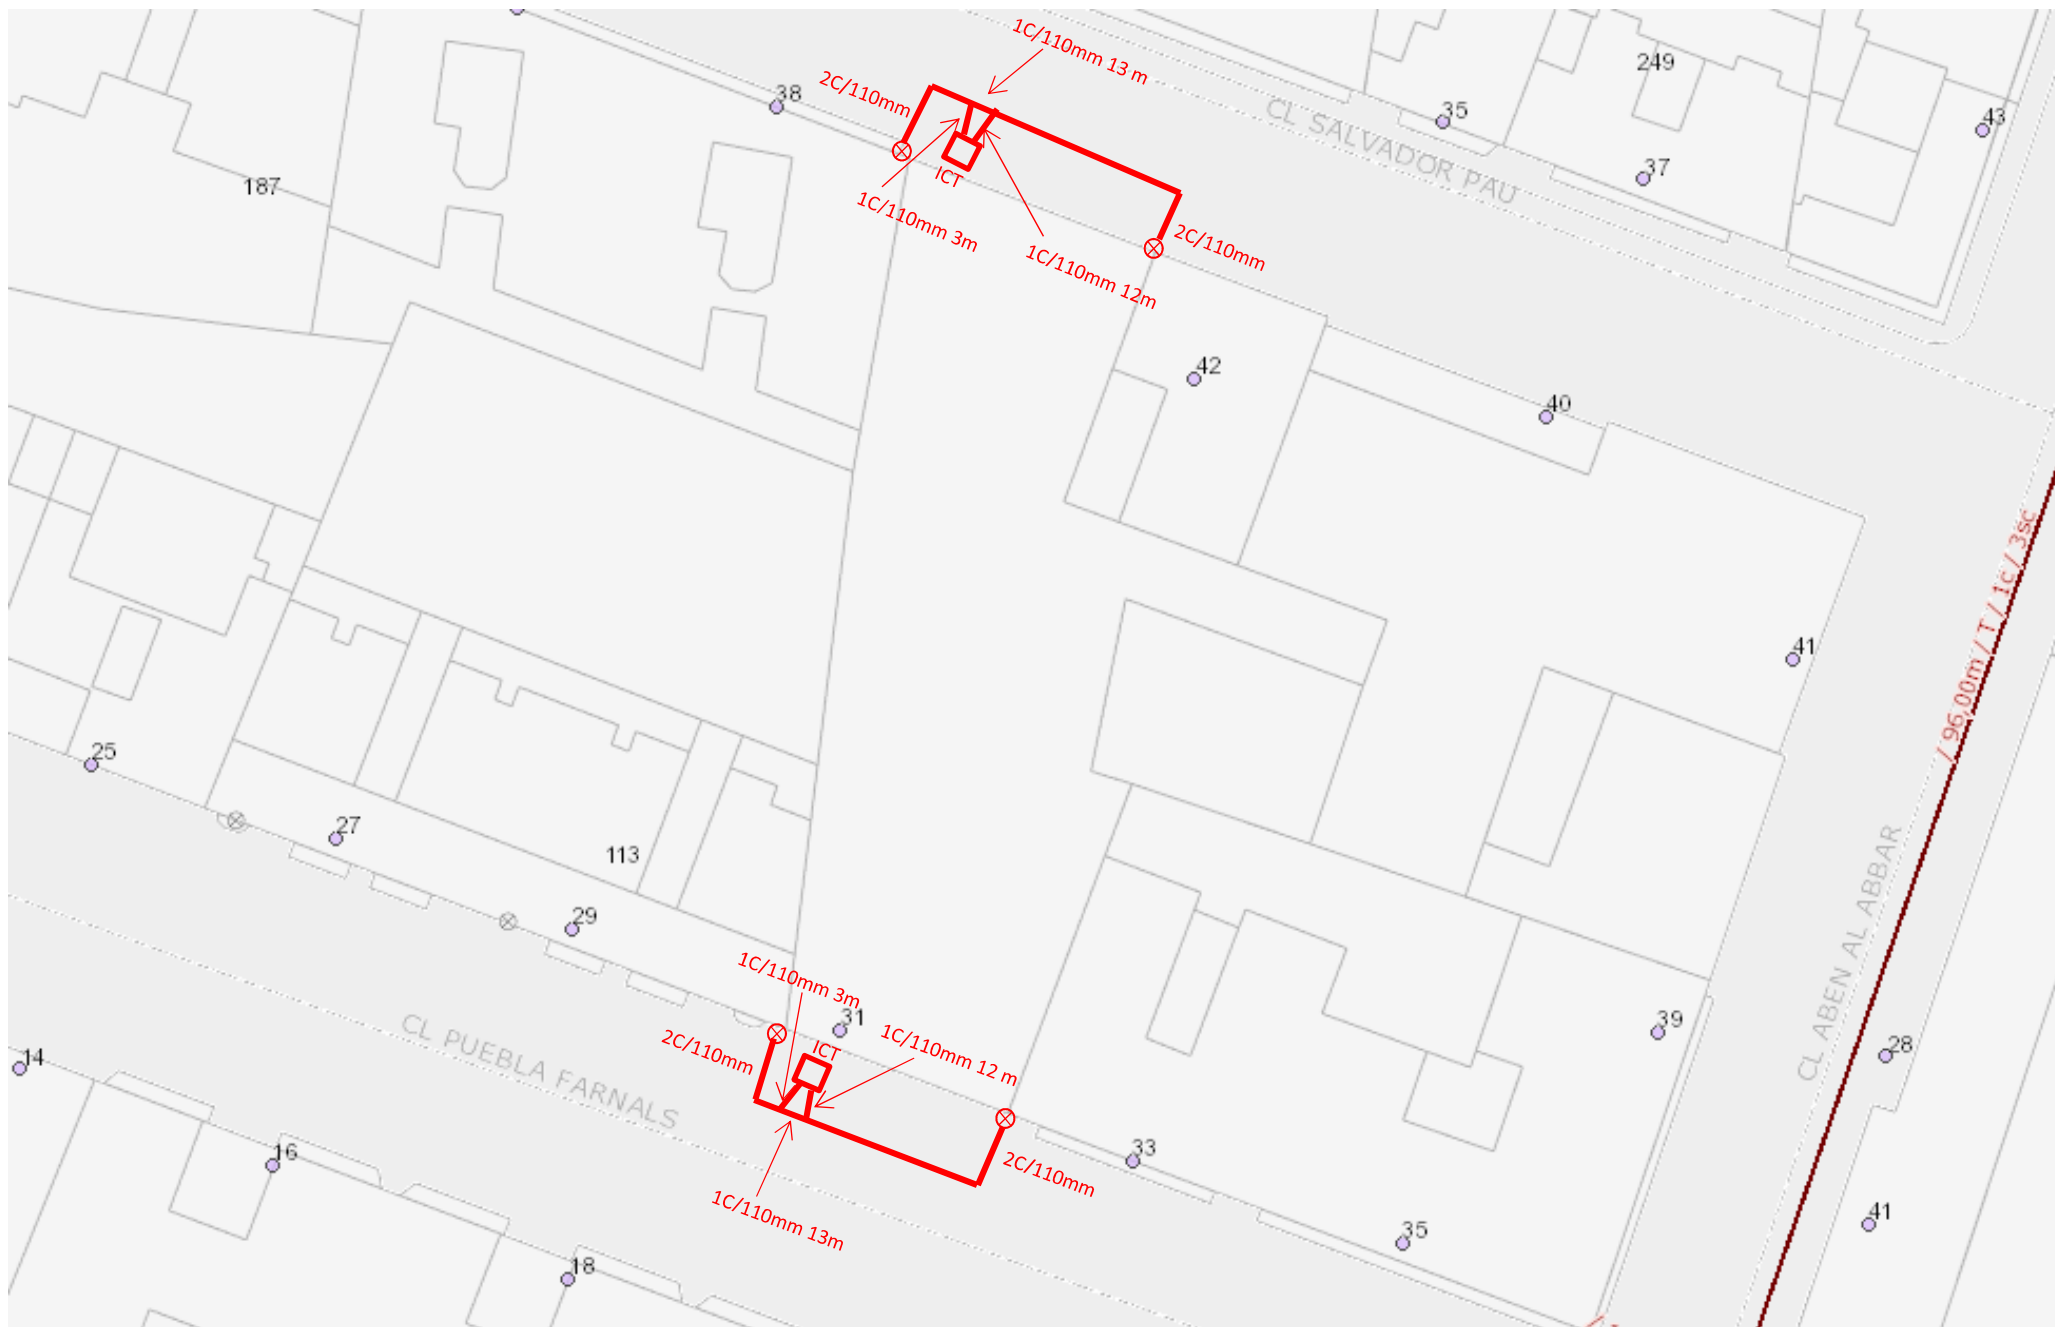 1C/110mm 13 m
249
2C/110mm
38
CL SALVADOR PAU
35
43
37
187
ICT
1C/110mm 3m
2C/110mm
1C/110mm 12m
42
40
/ 96,00m / T / 1c / 3sc
41
25
27
113
29
1C/110mm 3m
31
CL ABEN AL ABBAR
39
CL PUEBLA FARNALS
2C/110mm
ICT
1C/110mm 12 m
28
14
33
16
2C/110mm
1C/110mm 13m
35
41
18